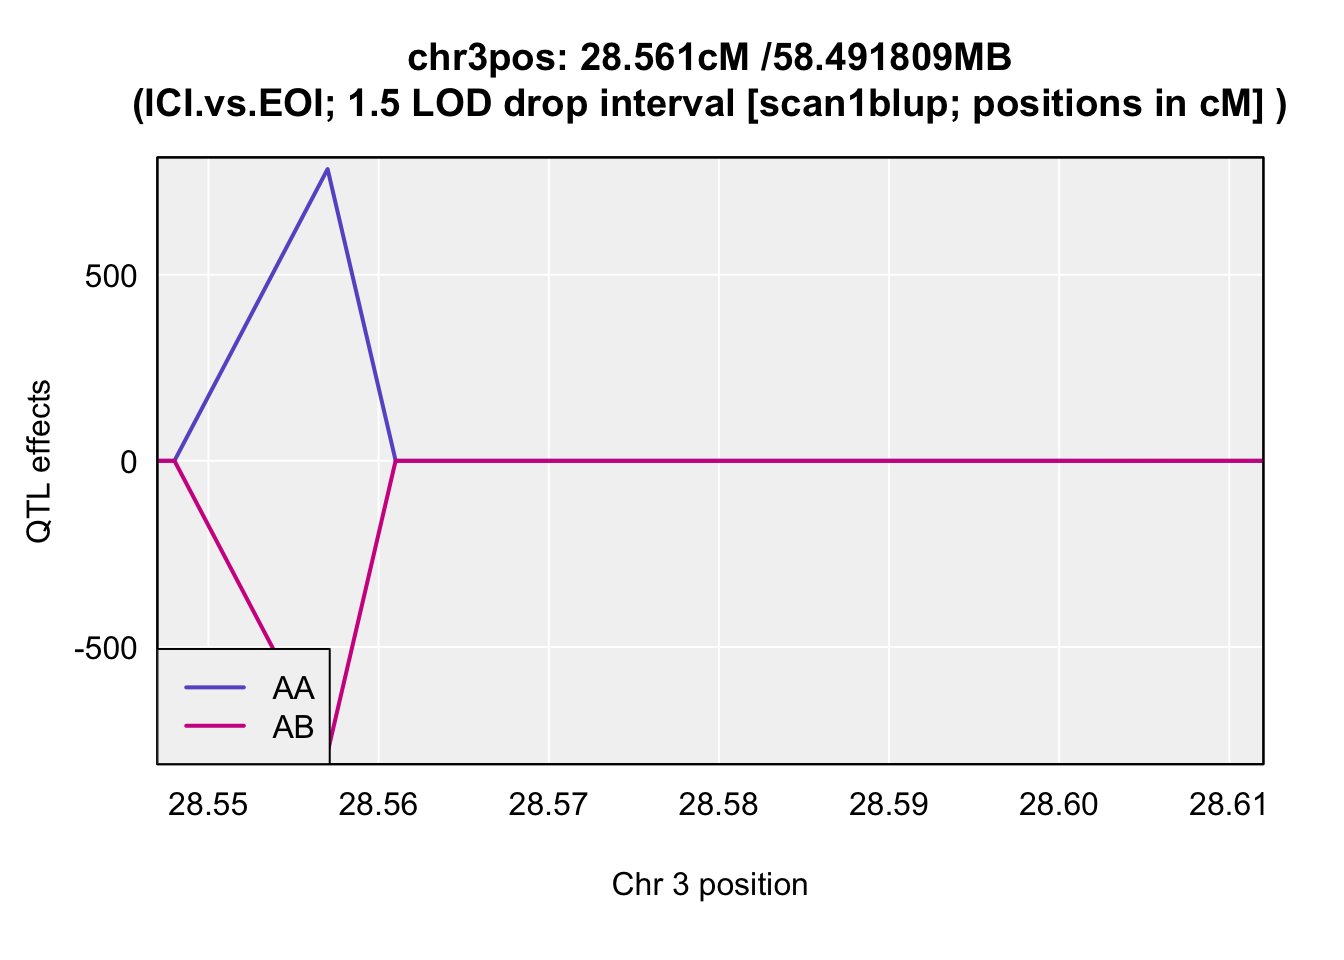 chr3pos: 28.561cM /58.491809MB
(ICI.vs.EOI; 1.5 LOD drop interval [scan1blup; positions in cM] )
QTL effects
500
0
-500
AA
AB
28.55 28.56 28.57 28.58 28.59 28.60 28.61
Chr 3 position